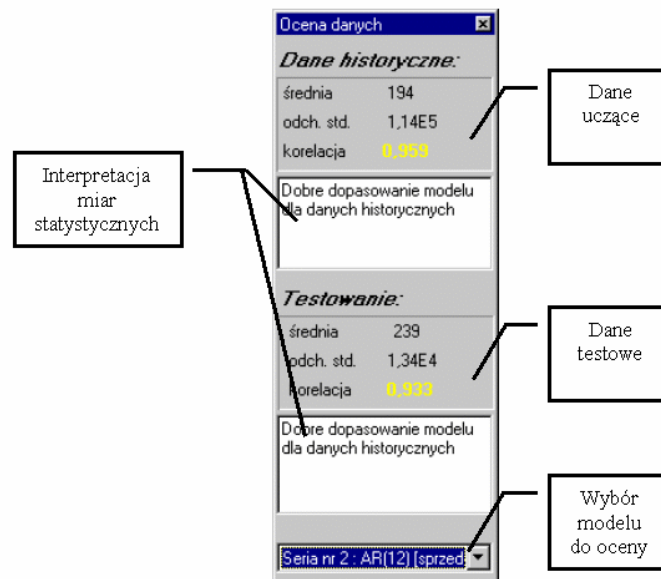 Ocena danych
Dane historyczne:
średnia 194
odch. std. 1,14E5
korelacja 0,959
Dobre dopasowanie modelu
dla danych historycznych
Testowanie:
średnia 239
odch. std. 1,34E4
korelacja 0,933
Dobre dopasowanie modelu
dla danych historycznych
Seria nr 2 : AR(12) [sprzed
Interpretacja
miar
statystycznych
Dane
uczące
Dane
testowe
Wybór
modelu
do oceny